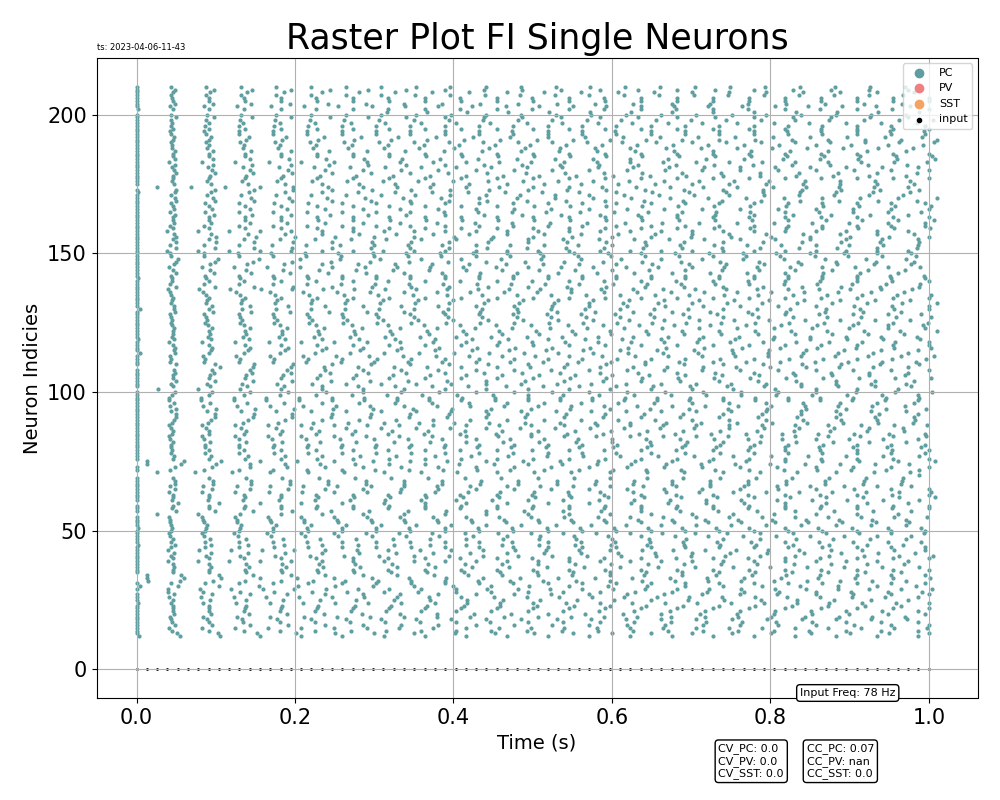 Raster Plot FI Single Neurons
ts: 2023-04-06-11-43
PC
PV
SST
input
200
150
100
50
0
Neuron Indicies
0.0 0.2 0.4 0.6 0.8 1.0
Time (s)
Input Freq: 78 Hz
CV_PC: 0.0
CV_PV: 0.0
CV_SST: 0.0
CC_PC: 0.07
CC_PV: nan
CC_SST: 0.0